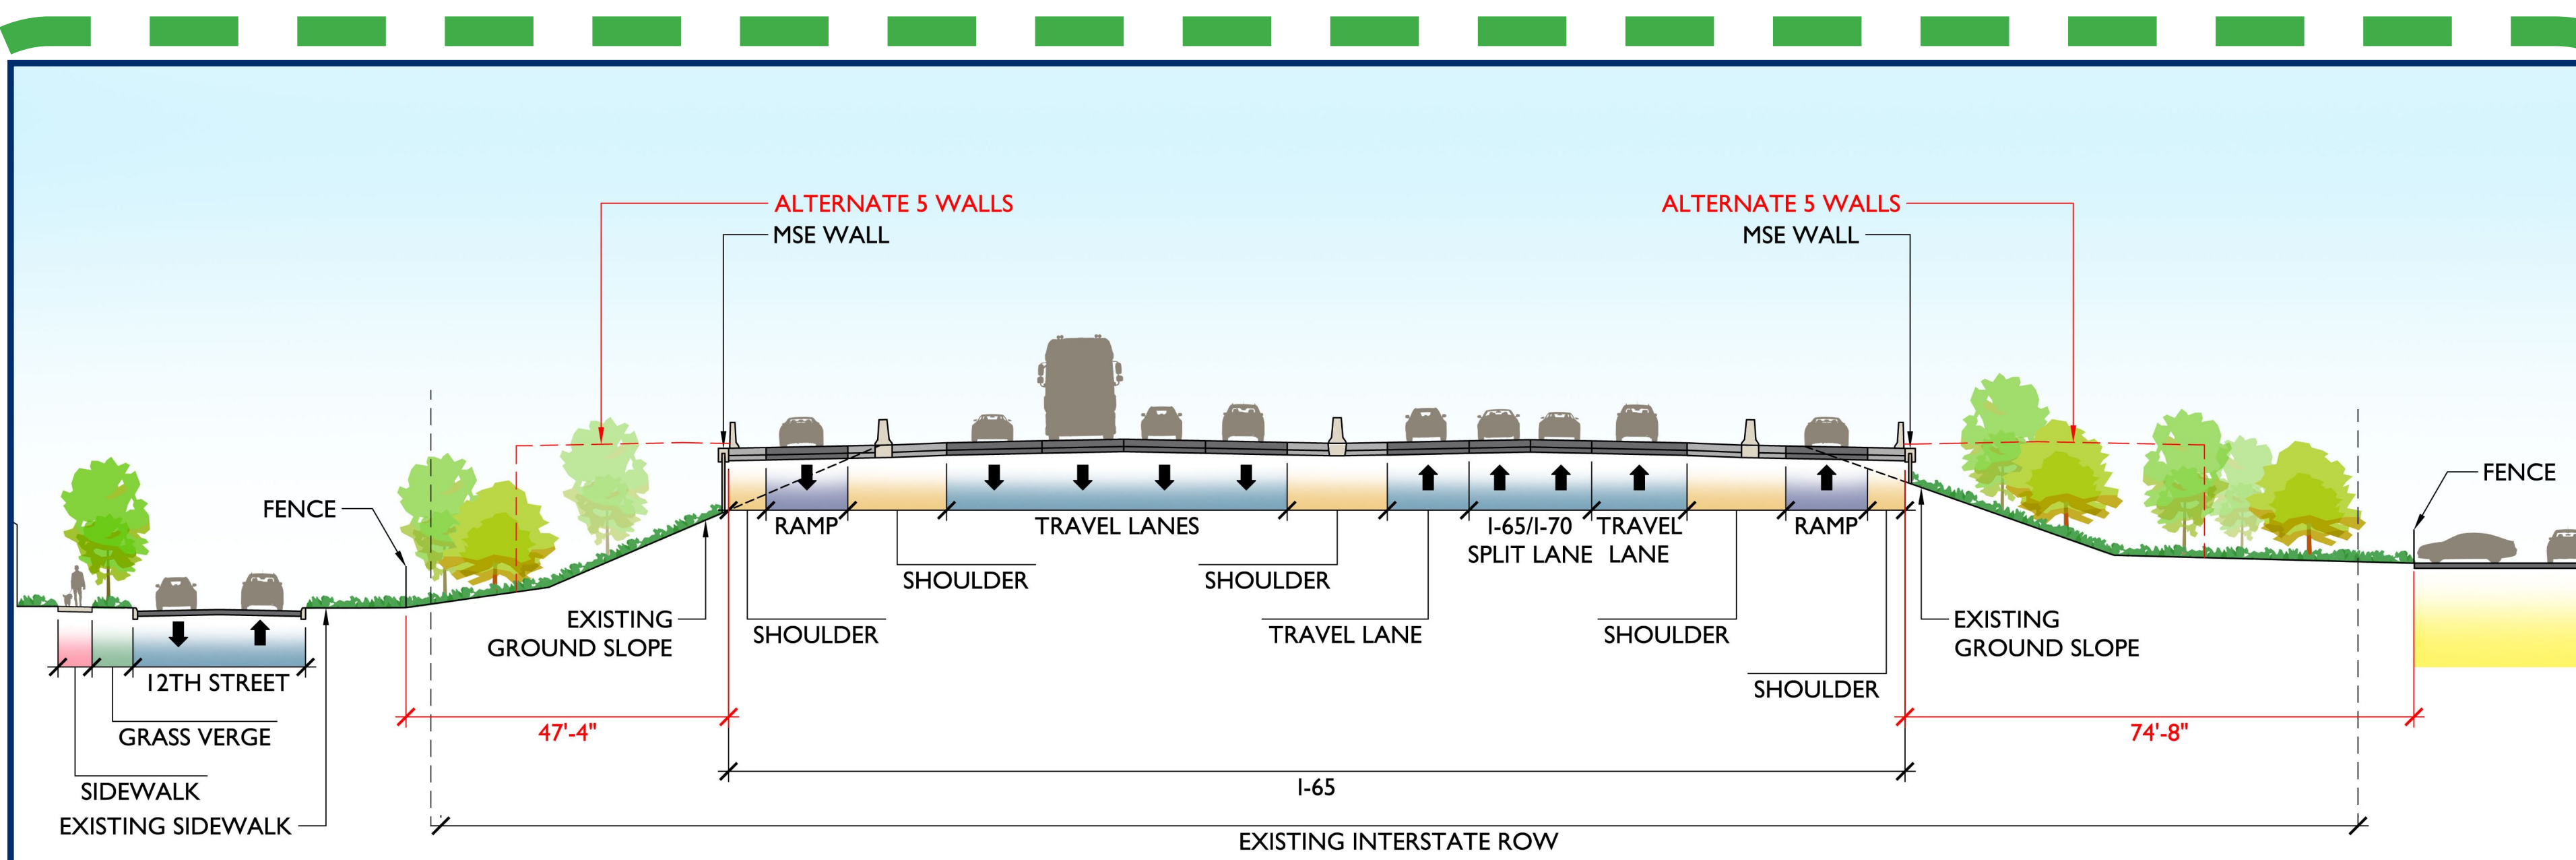 ALTERNATE 5 WALLS
MSE WALL
ALTERNATE 5 WALLS
MSE WALL
FENCE
FENCE
RAMP
TRAVEL LANES
I-65/I-70
SPLIT LANE
TRAVEL
LANE
RAMP
SHOULDER
SHOULDER
EXISTING
GROUND SLOPE
SHOULDER
TRAVEL LANE
SHOULDER
EXISTING
GROUND SLOPE
12TH STREET
SHOULDER
GRASS VERGE
47'-4"
74'-8"
SIDEWALK
I-65
EXISTING SIDEWALK
EXISTING INTERSTATE ROW